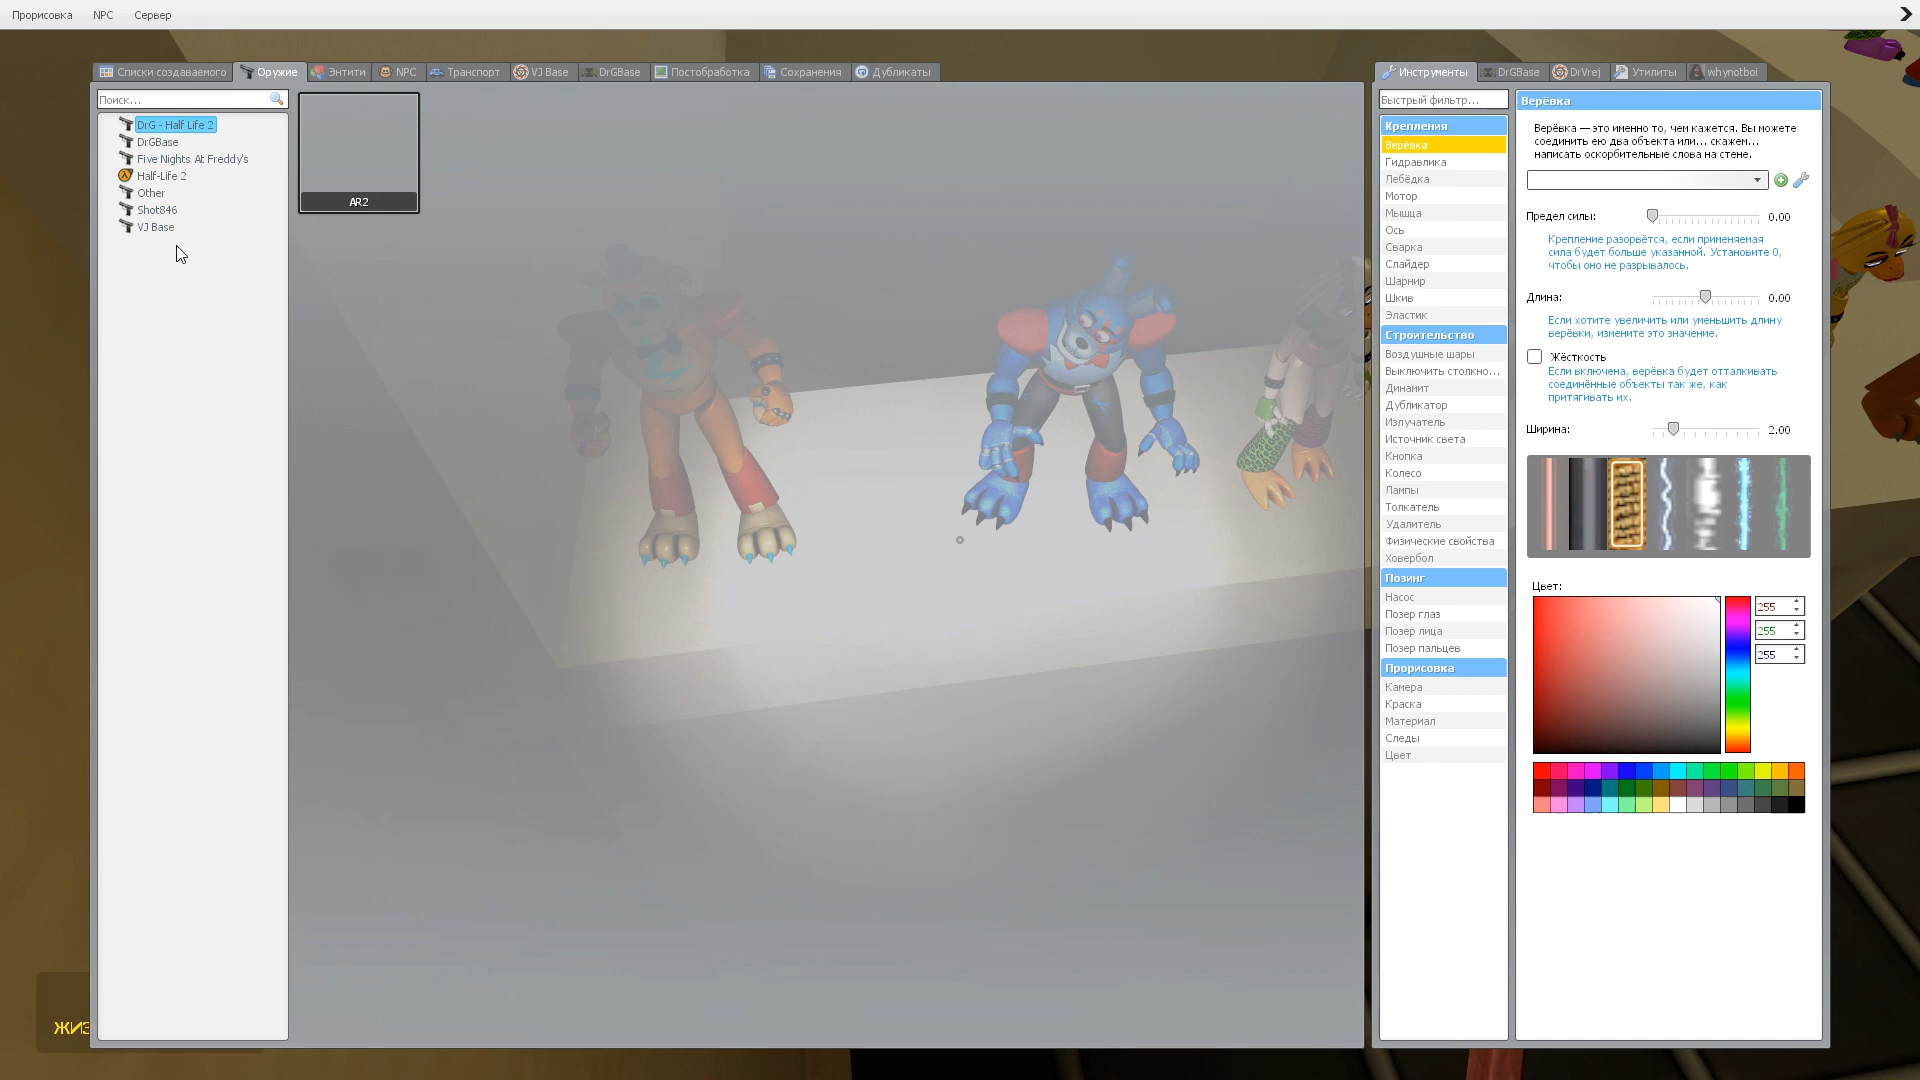 Прорисовка NPC Сервер
Списки создаваемого Оружие Энтити NPC Транспорт VJ Base DrGBase Постобработка Сохранения Дубликаты
Поиск...
DrG - Half Life 2
DrGBase
Five Nights At Freddy's
Half-Life 2
Other
Shot846
VJ Base
AR2
Инструменты DrGBase DrVrej Утилиты whynotboi
Быстрый фильтр...
Крепления
Верёвка
Гидравлика
Лебёдка
Мотор
Мышца
Ось
Сварка
Слайдер
Шарнир
Шкив
Эластик
Строительство
Воздушные шары
Выключить столкно...
Динамит
Дубликатор
Излучатель
Источник света
Кнопка
Колесо
Лампы
Толкатель
Удалитель
Физические свойства
Ховербол
Позинг
Насос
Позер глаз
Позер лица
Позер пальцев
Прорисовка
Камера
Краска
Материал
Следы
Цвет
Верёвка
Верёвка — это именно то, чем кажется. Вы можете
соединить ею два объекта или... скажем...
написать оскорбительные слова на стене.
Предел силы: 0.00
Крепление разорвётся, если применяемая
сила будет больше указанной. Установите 0,
чтобы оно не разрывалось.
Длина: 0.00
Если хотите увеличить или уменьшить длину
верёвки, измените это значение.
Жёсткость
Если включена, верёвка будет отталкивать
соединённые объекты так же, как
притягивать их.
Ширина: 2.00
Цвет:
255
255
255